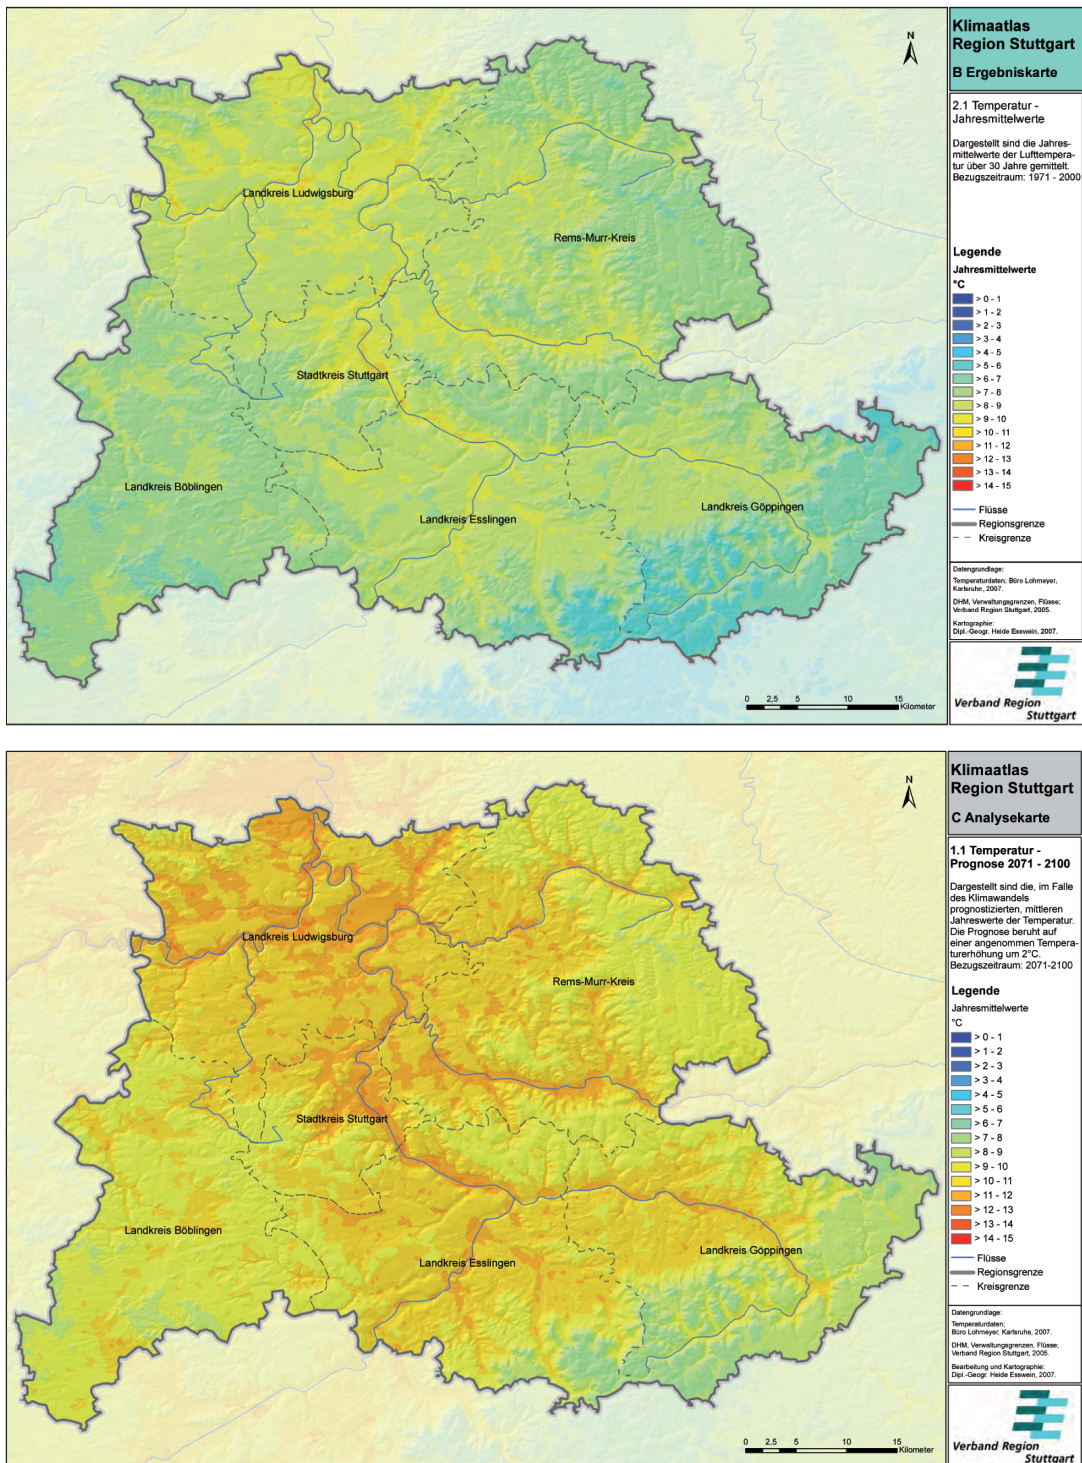 Klimaatlas
Region Stuttgart
B Ergebniskarte
2.1 Temperatur -
Jahresmittelwerte
Dargestellt sind die Jahres-
mittelwerte der Lufttempera-
tur über 30 Jahre gemittelt.
Bezugszeitraum: 1971 - 2000
Legende
Jahresmittelwerte
°C
> 0 - 1
> 1 - 2
> 2 - 3
> 3 - 4
> 4 - 5
> 5 - 6
> 6 - 7
> 7 - 8
> 8 - 9
> 9 - 10
> 10 - 11
> 11 - 12
> 12 - 13
> 13 - 14
> 14 - 15
Flüsse
Regionsgrenze
Kreisgrenze
Datengrundlage:
Temperaturdaten; Büro Lohmeyer,
Karlsruhe, 2007.
DHM, Verwaltungsgrenzen, Flüsse;
Verband Region Stuttgart, 2005.
Kartographie:
Dipl.-Geogr. Heide Esswein, 2007.
Verband Region
Stuttgart
N
Landkreis Ludwigsburg
Rems-Murr-Kreis
Stadtkreis Stuttgart
Landkreis Böblingen
Landkreis Esslingen
Landkreis Göppingen
0 2,5 5 10 15
Kilometer
Klimaatlas
Region Stuttgart
C Analysekarte
1.1 Temperatur -
Prognose 2071 - 2100
Dargestellt sind die, im Falle
des Klimawandels
prognostizierten, mittleren
Jahreswerte der Temperatur.
Die Prognose beruht auf
einer angenommen Tempera-
turerhöhung um 2°C.
Bezugszeitraum: 2071-2100
Legende
Jahresmittelwerte
°C
> 0 - 1
> 1 - 2
> 2 - 3
> 3 - 4
> 4 - 5
> 5 - 6
> 6 - 7
> 7 - 8
> 8 - 9
> 9 - 10
> 10 - 11
> 11 - 12
> 12 - 13
> 13 - 14
> 14 - 15
Flüsse
Regionsgrenze
Kreisgrenze
Datengrundlage:
Temperaturdaten;
Büro Lohmeyer, Karlsruhe, 2007.
DHM, Verwaltungsgrenzen, Flüsse;
Verband Region Stuttgart, 2005.
Bearbeitung und Kartographie:
Dipl.-Geogr. Heide Esswein, 2007.
Verband Region
Stuttgart
N
Landkreis Ludwigsburg
Rems-Murr-Kreis
Stadtkreis Stuttgart
Landkreis Böblingen
Landkreis Esslingen
Landkreis Göppingen
0 2,5 5 10 15
Kilometer